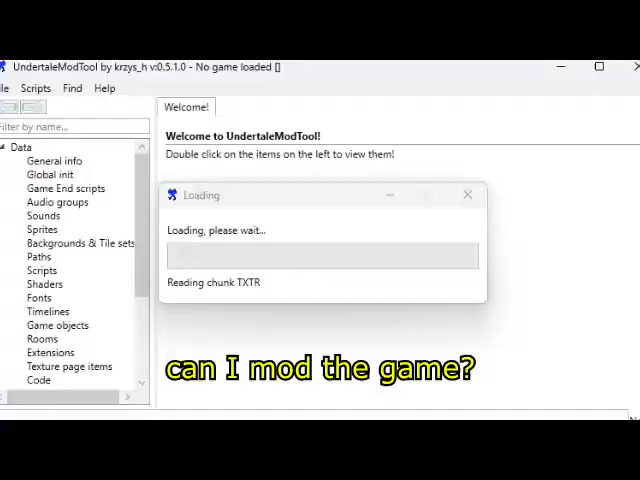 UndertaleModTool by krzys_h v:0.5.1.0 - No game loaded []
ile Scripts Find Help
Filter by name...
Welcome!
Welcome to UndertaleModTool!
Double click on the items on the left to view them!
Data
General info
Global init
Game End scripts
Audio groups
Sounds
Sprites
Backgrounds & Tile sets
Paths
Scripts
Shaders
Fonts
Timelines
Game objects
Rooms
Extensions
Texture page items
Code
Loading
Loading, please wait...
Reading chunk TXTR
can I mod the game?